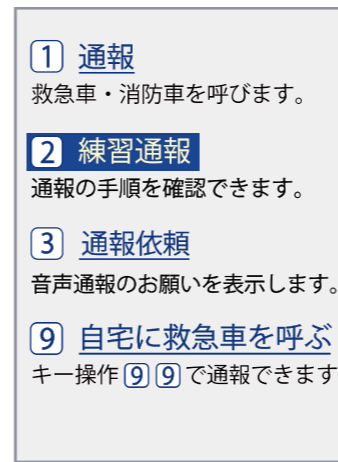 1 通報
救急車・消防車を呼びます。
2 練習通報
通報の手順を確認できます。
3 通報依頼
音声通報のお願いを表示します。
9 自宅に救急車を呼ぶ
キー操作99で通報できます